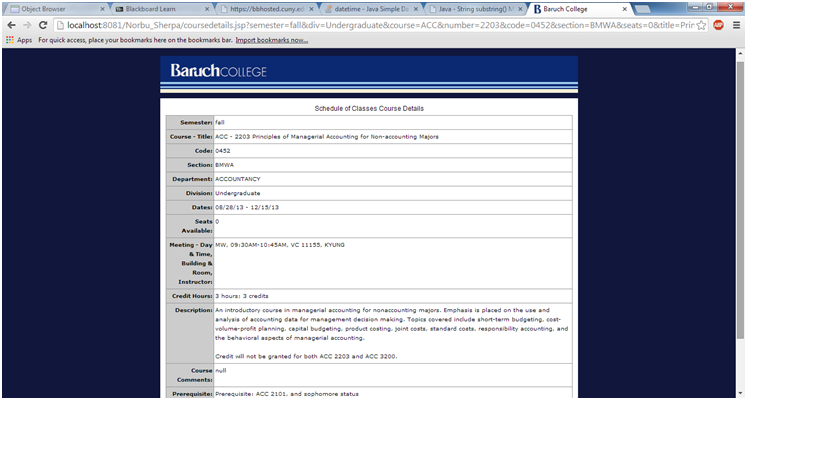 Object Browser
Blackboard Learn
https://bbhosted.cuny.ed
datetime - Java Simple Da
Java - String substring() M
Baruch College
localhost:8081/Norbu_Sherpa/coursedetails.jsp?semester=fall&div=Undergraduate&course=ACC&number=2203&code=0452&section=BMWA&seats=0&title=Prin
Apps For quick access, place your bookmarks here on the bookmarks bar. Import bookmarks now...
Baruch COLLEGE
Schedule of Classes Course Details
Semester: fall
Course - Title: ACC - 2203 Principles of Managerial Accounting for Non-accounting Majors
Code: 0452
Section: BMWA
Department: ACCOUNTANCY
Division: Undergraduate
Dates: 08/28/13 - 12/15/13
Seats 0
Available:
Meeting - Day MW, 09:30AM-10:45AM, VC 11155, KYUNG
& Time,
Building &
Room,
Instructor:
Credit Hours: 3 hours; 3 credits
Description: An introductory course in managerial accounting for nonaccounting majors. Emphasis is placed on the use and
analysis of accounting data for management decision making. Topics covered include short-term budgeting, cost-
volume-profit planning, capital budgeting, product costing, joint costs, standard costs, responsibility accounting, and
the behavioral aspects of managerial accounting.
Credit will not be granted for both ACC 2203 and ACC 3200.
Course null
Comments:
Prerequisite: Prerequisite: ACC 2101, and sophomore status